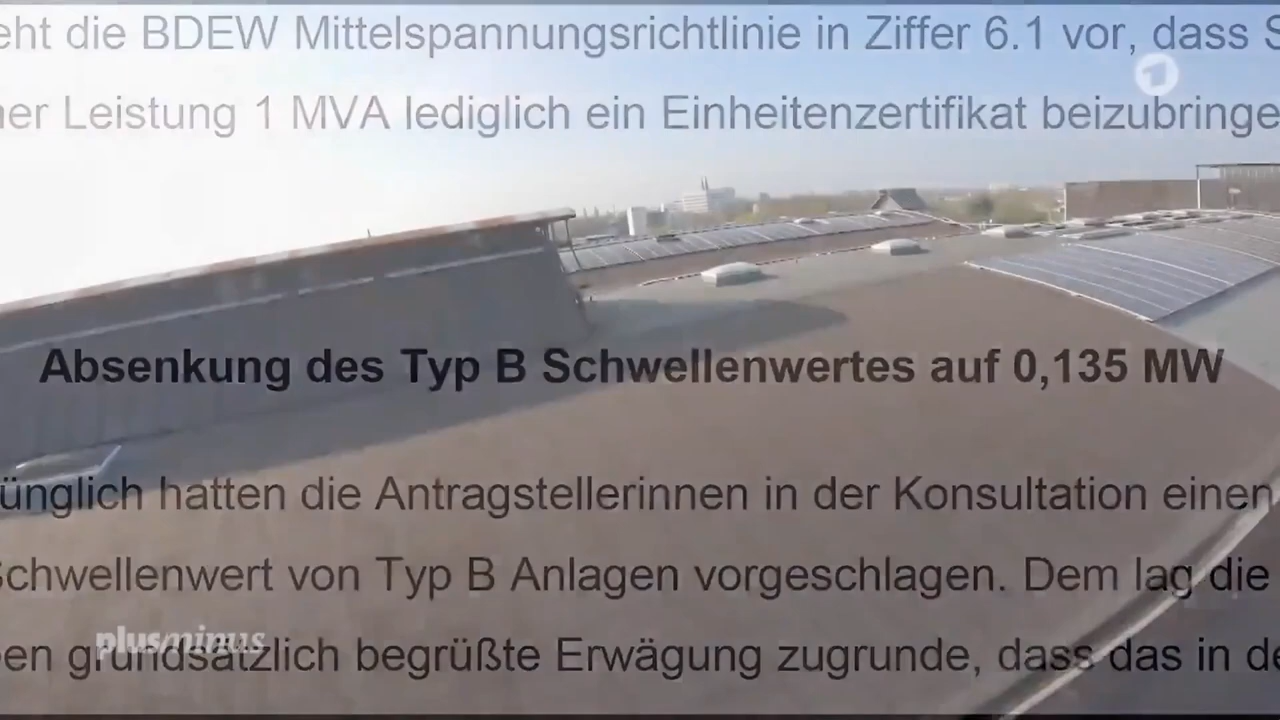 eht die BDEW Mittelspannungsrichtlinie in Ziffer 6.1 vor, dass S
1
ner Leistung 1 MVA lediglich ein Einheitenzertifikat beizubringe
Absenkung des Typ B Schwellenwertes auf 0,135 MW
ünglich hatten die Antragstellerinnen in der Konsultation einen
Schwellenwert von Typ B Anlagen vorgeschlagen. Dem lag die
plusminus
en grundsätzlich begrüßte Erwägung zugrunde, dass das in de